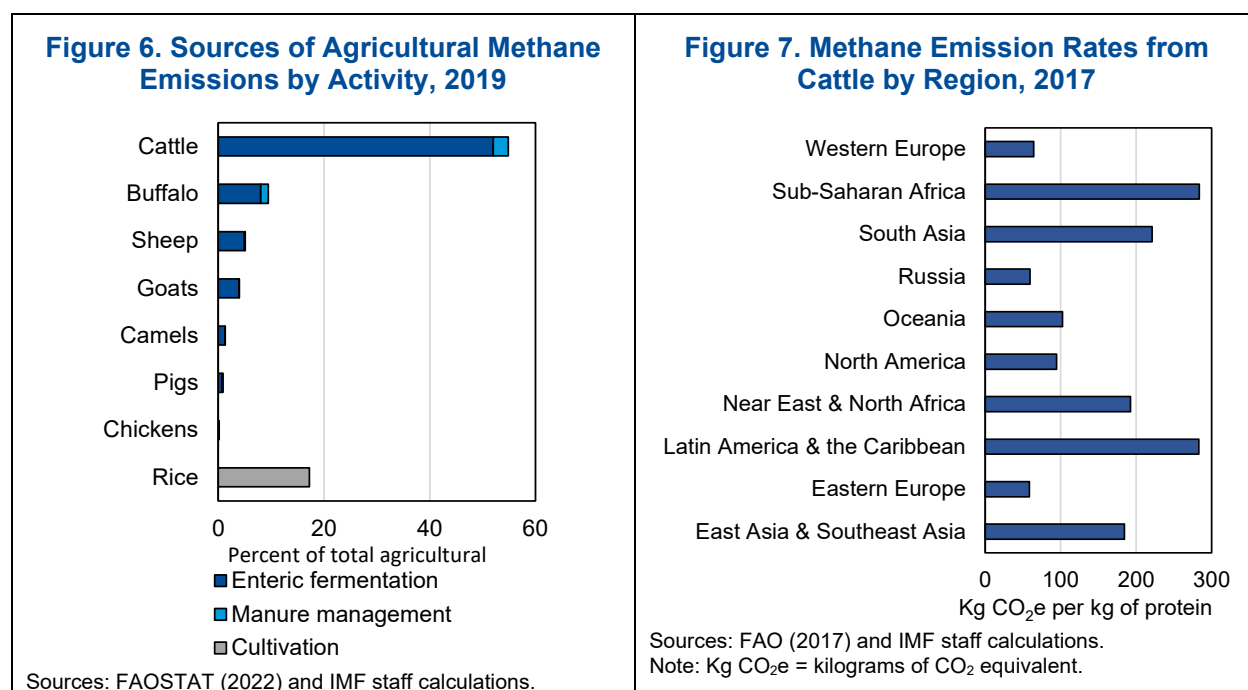 Figure 6. Sources of Agricultural Methane
Emissions by Activity, 2019
Cattle
Buffalo
Sheep
Goats
Camels
Pigs
Chickens
Rice
0 20 40 60
Percent of total agricultural
Enteric fermentation
Manure management
Cultivation
Sources: FAOSTAT (2022) and IMF staff calculations.
Figure 7. Methane Emission Rates from
Cattle by Region, 2017
Western Europe
Sub-Saharan Africa
South Asia
Russia
Oceania
North America
Near East & North Africa
Latin America & the Caribbean
Eastern Europe
East Asia & Southeast Asia
0 100 200 300
Kg CO₂e per kg of protein
Sources: FAO (2017) and IMF staff calculations.
Note: Kg CO₂e = kilograms of CO₂ equivalent.